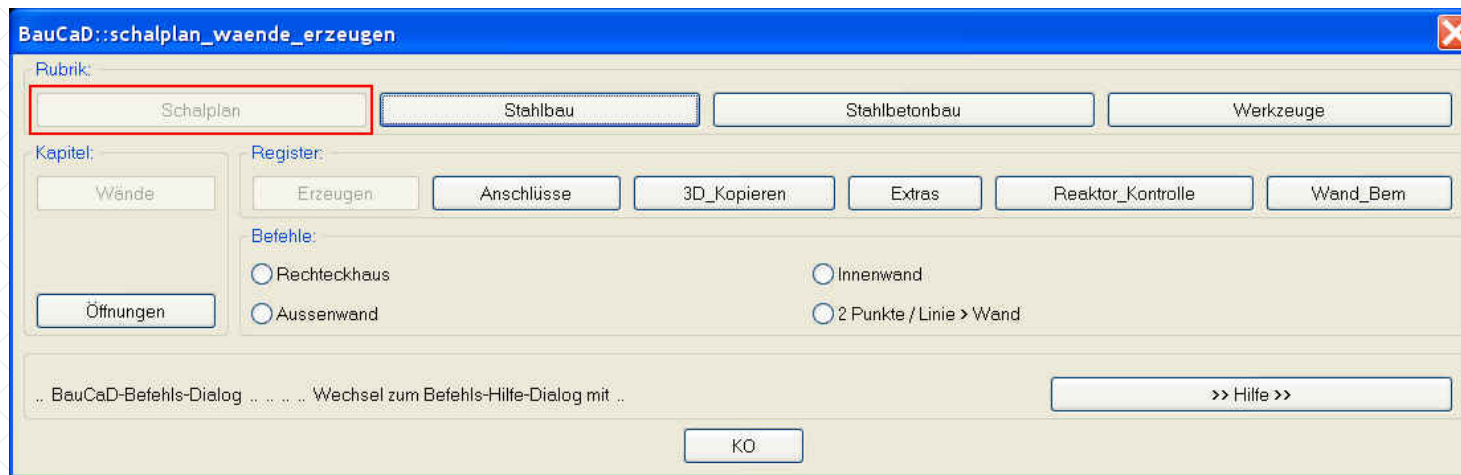 BauCaD::schalplan_waende_erzeugen
Rubrik:
Schalplan Stahlbau Stahlbetonbau Werkzeuge
Kapitel: Register:
Wände Erzeugen Anschlüsse 3D_Kopieren Extras Reaktor_Kontrolle Wand_Bem
Befehle:
Rechteckhaus Innenwand
Öffnungen Aussenwand 2 Punkte / Linie > Wand
.. BauCaD-Befehls-Dialog .. .. .. .. Wechsel zum Befehls-Hilfe-Dialog mit .. >> Hilfe >>
KO